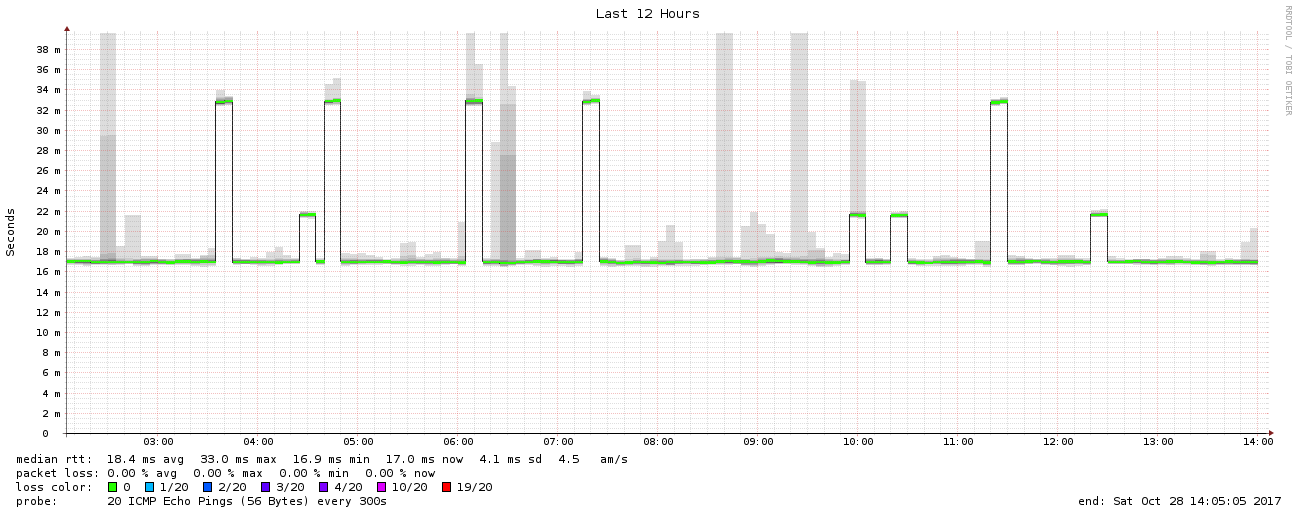 Last 12 Hours
RRDTOOL / TOBI OETIKER
Seconds
38 m
36 m
34 m
32 m
30 m
28 m
26 m
24 m
22 m
20 m
18 m
16 m
14 m
12 m
10 m
8 m
6 m
4 m
2 m
0
03:00 04:00 05:00 06:00 07:00 08:00 09:00 10:00 11:00 12:00 13:00 14:00
median rtt: 18.4 ms avg 33.0 ms max 16.9 ms min 17.0 ms now 4.1 ms sd 4.5 am/s
packet loss: 0.00 % avg 0.00 % max 0.00 % min 0.00 % now
loss color: 0 1/20 2/20 3/20 4/20 10/20 19/20
probe: 20 ICMP Echo Pings (56 Bytes) every 300s end: Sat Oct 28 14:05:05 2017